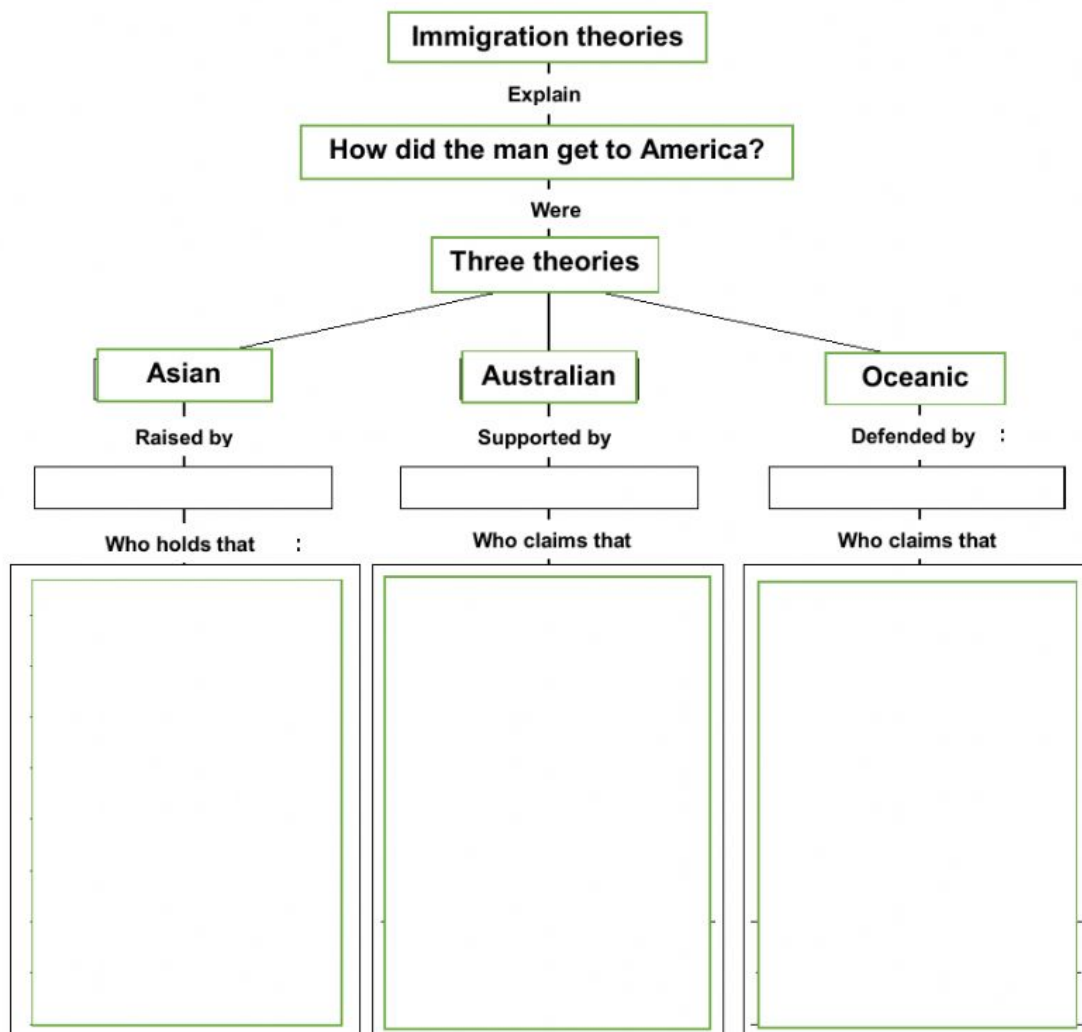 Immigration theories
Explain
How did the man get to America?
Were
Three theories
Asian
Australian
Oceanic
Raised by
Supported by
Defended by :
Who holds that :
Who claims that
Who claims that